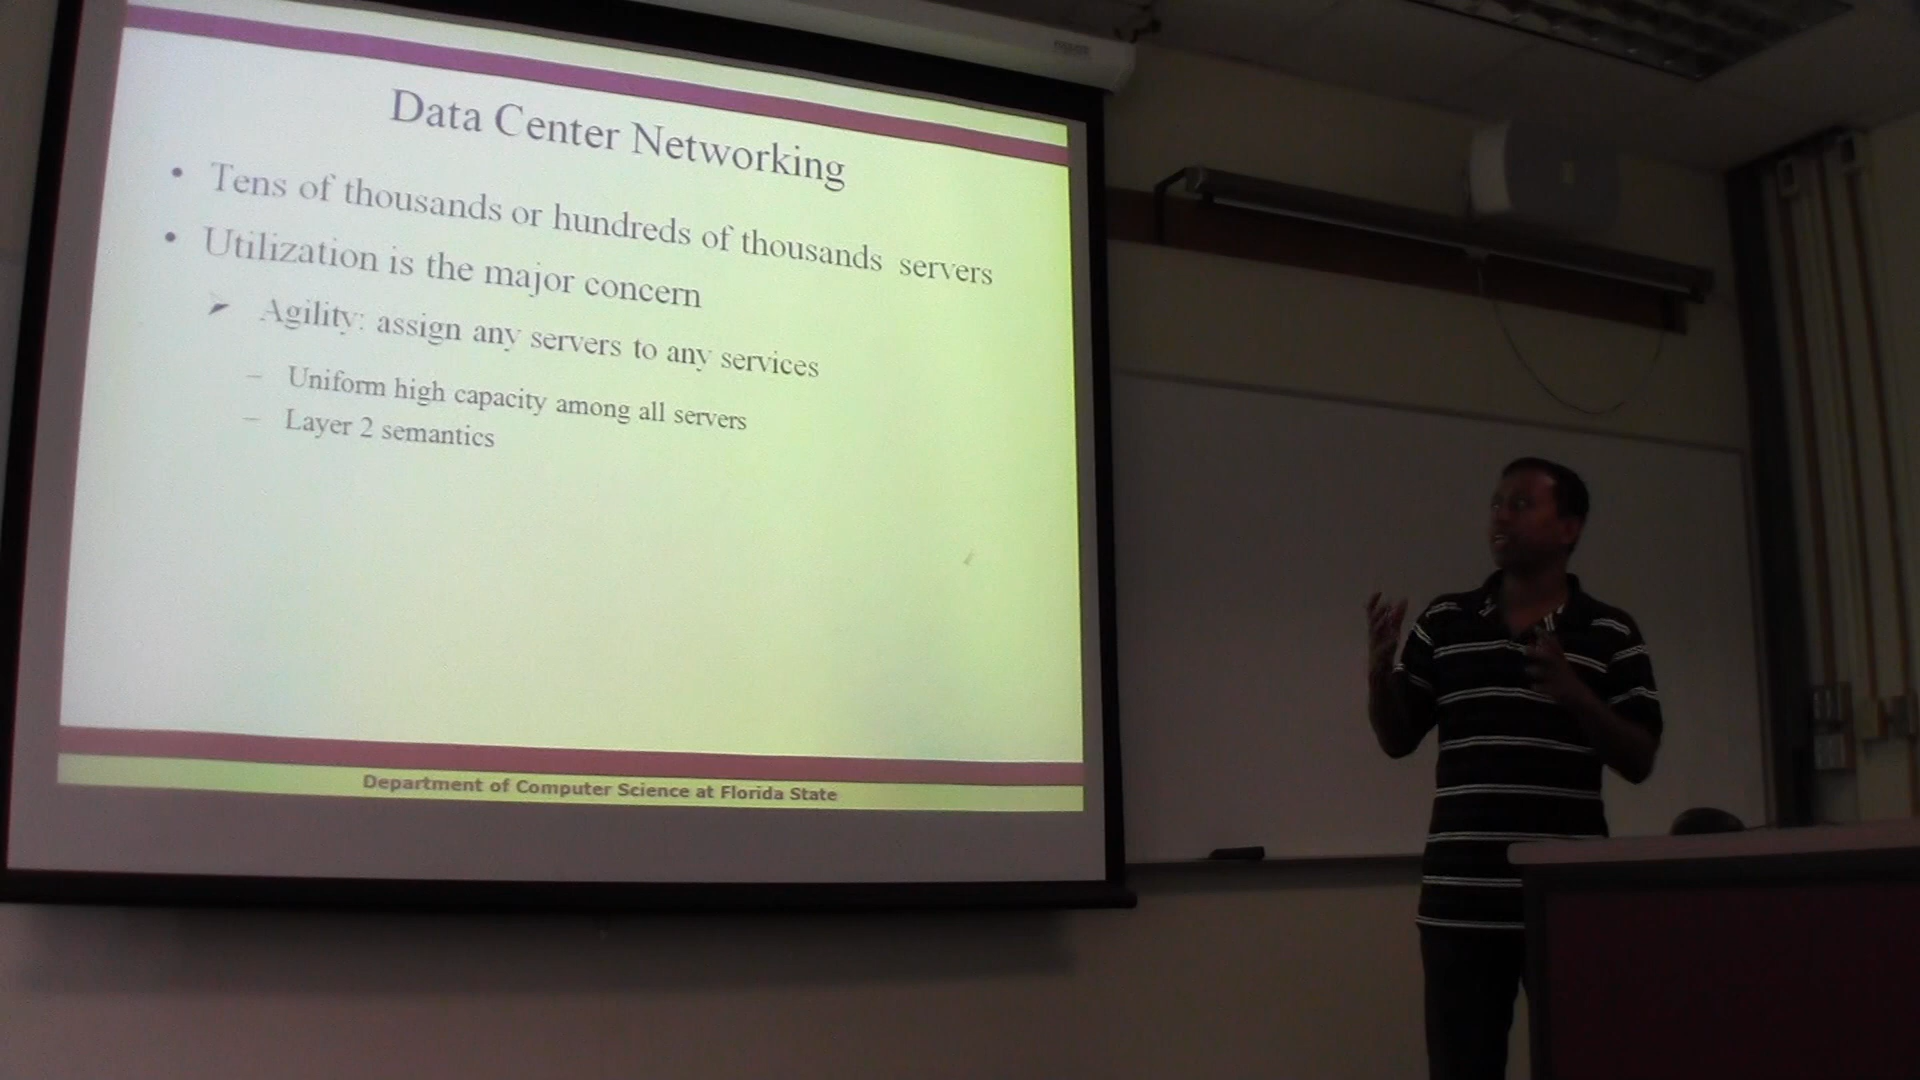 Data Center Networking
• Tens of thousands or hundreds of thousands servers
• Utilization is the major concern
➢ Agility: assign any servers to any services
– Uniform high capacity among all servers
– Layer 2 semantics
Department of Computer Science at Florida State